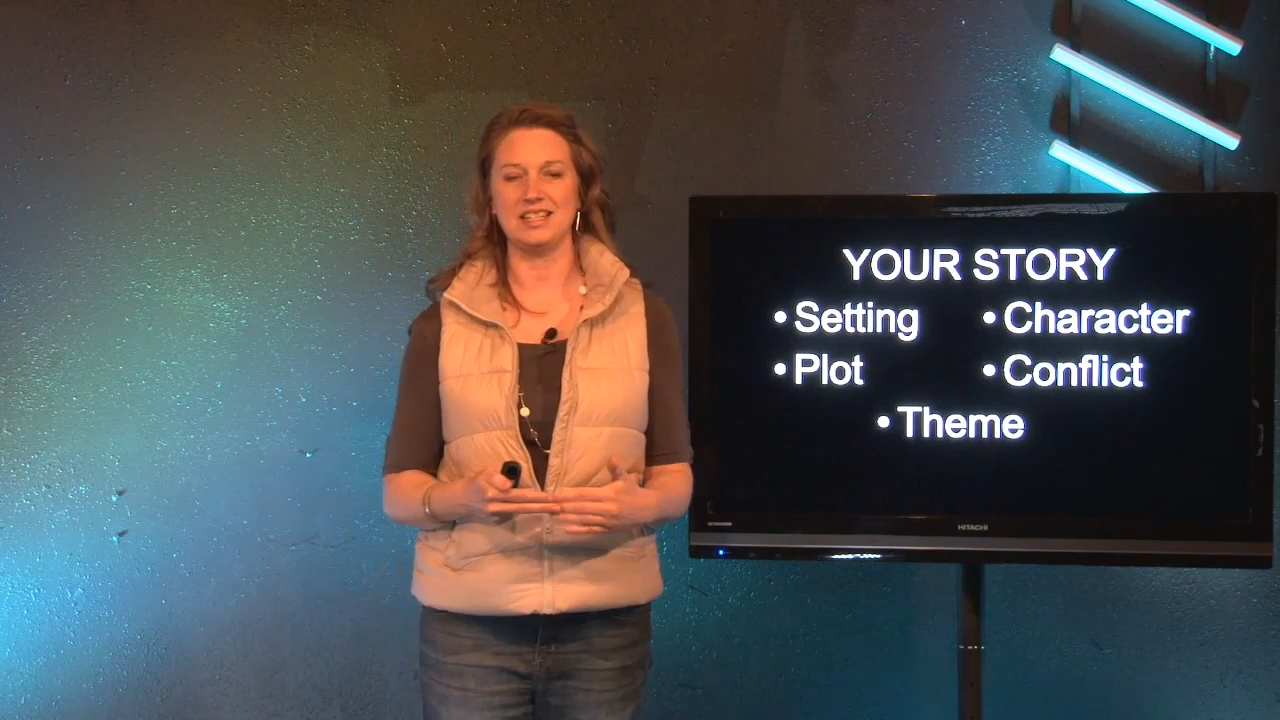 YOUR STORY
• Setting • Character
• Plot • Conflict
• Theme
HITACHI